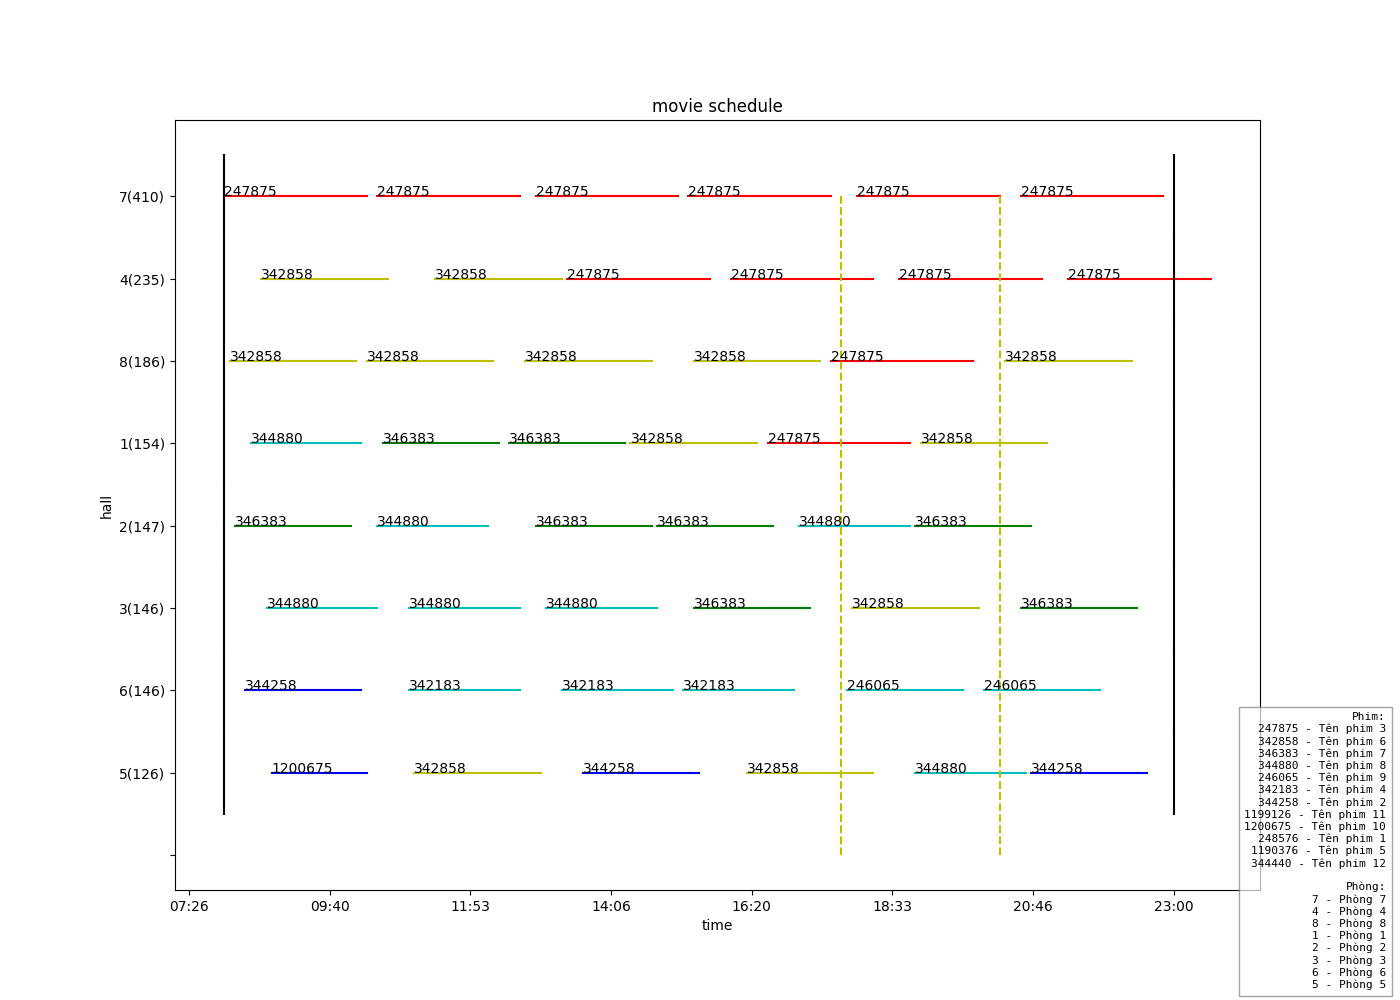 movie schedule
7(410)
247875 247875 247875 247875 247875 247875
4(235)
342858 342858 247875 247875 247875 247875
8(186)
342858 342858 342858 342858 247875 342858
1(154)
344880 346383 346383 342858 247875 342858
hall
2(147)
346383 344880 346383 346383 344880 346383
3(146)
344880 344880 344880 346383 342858 346383
6(146)
344258 342183 342183 342183 246065 246065
5(126)
1200675 342858 344258 342858 344880 344258
07:26 09:40 11:53 14:06 16:20 18:33 20:46 23:00
time
Phim:
247875 - Tên phim 3
342858 - Tên phim 6
346383 - Tên phim 7
344880 - Tên phim 8
246065 - Tên phim 9
342183 - Tên phim 4
344258 - Tên phim 2
1199126 - Tên phim 11
1200675 - Tên phim 10
248576 - Tên phim 1
1190376 - Tên phim 5
344440 - Tên phim 12
Phòng:
7 - Phòng 7
4 - Phòng 4
8 - Phòng 8
1 - Phòng 1
2 - Phòng 2
3 - Phòng 3
6 - Phòng 6
5 - Phòng 5